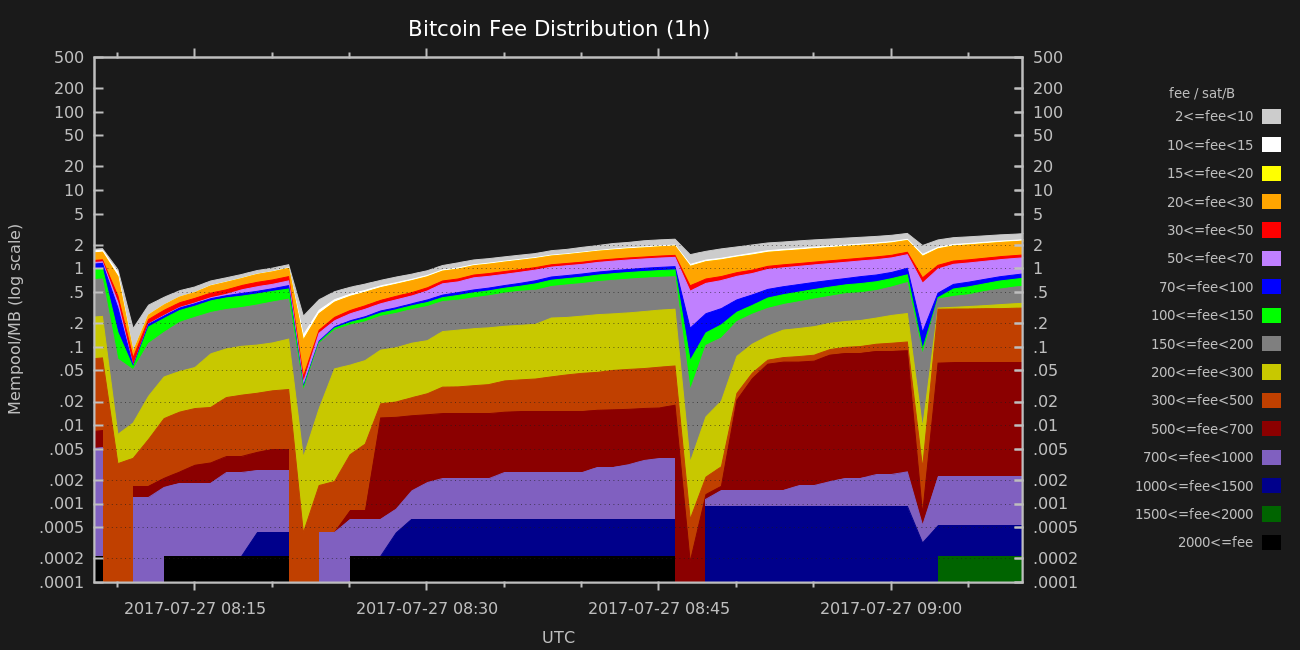 Bitcoin Fee Distribution (1h)
Mempool/MB (log scale)
500
200
100
50
20
10
5
2
1
.5
.2
.1
.05
.02
.01
.005
.002
.001
.0005
.0002
.0001
500
200
100
50
20
10
5
2
1
.5
.2
.1
.05
.02
.01
.005
.002
.001
.0005
.0002
.0001
2017-07-27 08:15
2017-07-27 08:30
2017-07-27 08:45
2017-07-27 09:00
UTC
fee / sat/B
2<=fee<10
10<=fee<15
15<=fee<20
20<=fee<30
30<=fee<50
50<=fee<70
70<=fee<100
100<=fee<150
150<=fee<200
200<=fee<300
300<=fee<500
500<=fee<700
700<=fee<1000
1000<=fee<1500
1500<=fee<2000
2000<=fee